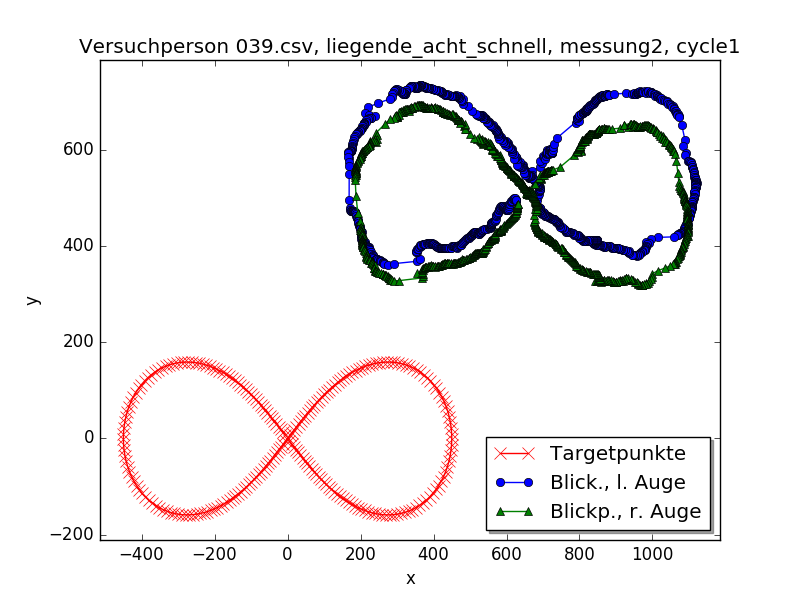 Versuchperson 039.csv, liegende_acht_schnell, messung2, cycle1
y
600
400
200
0
−200
−400
−200
0
200
400
600
800
1000
x
Targetpunkte
Blick., l. Auge
Blickp., r. Auge